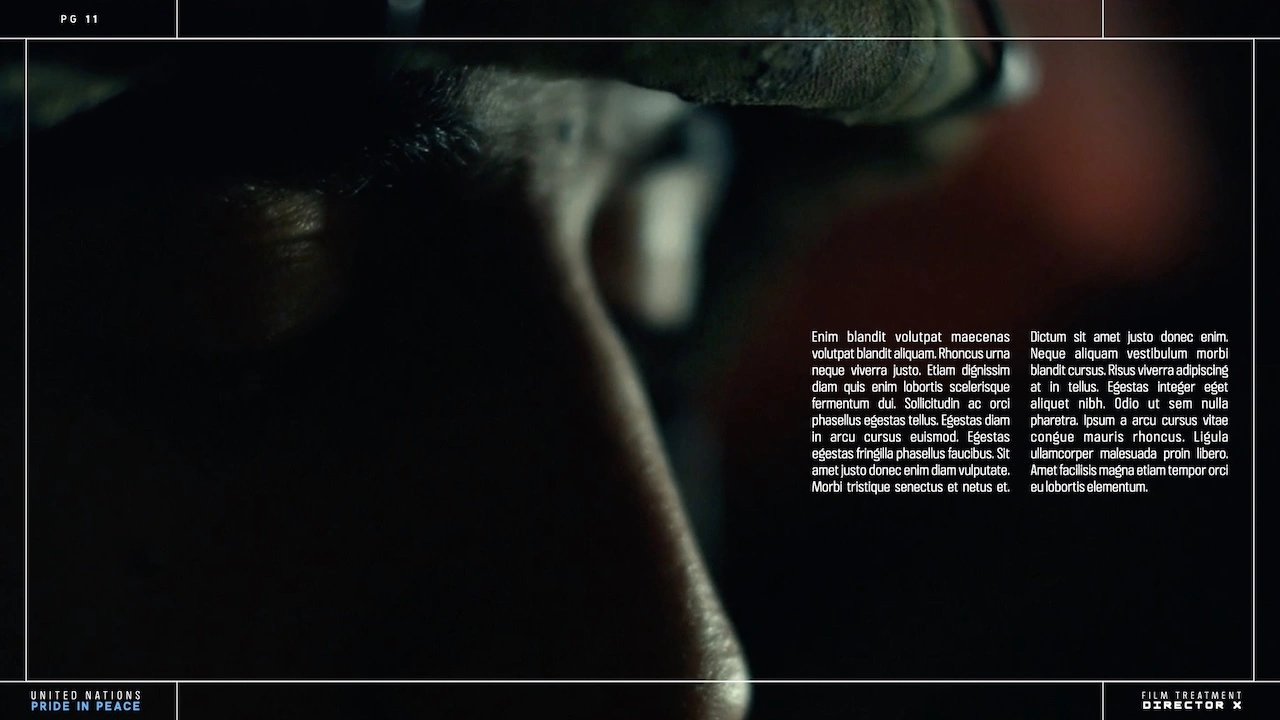 PG 11
Enim blandit volutpat maecenas
volutpat blandit aliquam. Rhoncus urna
neque viverra justo. Etiam dignissim
diam quis enim lobortis scelerisque
fermentum dui. Sollicitudin ac orci
phasellus egestas tellus. Egestas diam
in arcu cursus euismod. Egestas
egestas fringilla phasellus faucibus. Sit
amet justo donec enim diam vulputate.
Morbi tristique senectus et netus et.
Dictum sit amet justo donec enim.
Neque aliquam vestibulum morbi
blandit cursus. Risus viverra adipiscing
at in tellus. Egestas integer eget
aliquet nibh. Odio ut sem nulla
pharetra. Ipsum a arcu cursus vitae
congue mauris rhoncus. Ligula
ullamcorper malesuada proin libero.
Amet facilisis magna etiam tempor orci
eu lobortis elementum.
UNITED NATIONS
PRIDE IN PEACE
FILM TREATMENT
DIRECTOR X